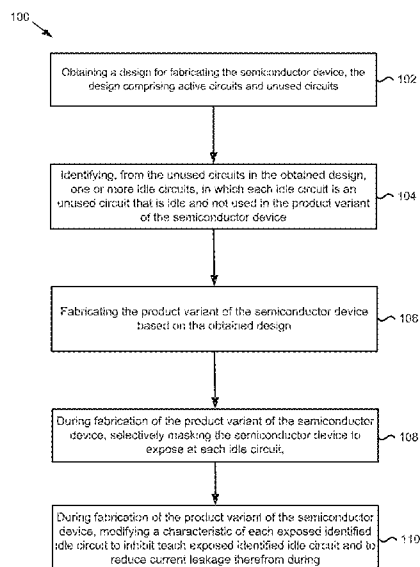 100
Obtaining a design for fabricating the semiconductor device, the
design comprising active circuits and unused circuits
102
Identifying, from the unused circuits in the obtained design,
one or more idle circuits, in which each idle circuit is an
unused circuit that is idle and not used in the product variant
of the semiconductor device
104
Fabricating the product variant of the semiconductor device
based on the obtained design
106
During fabrication of the product variant of the semiconductor
device, selectively masking the semiconductor device to
expose at each idle circuit,
108
During fabrication of the product variant of the semiconductor
device, modifying a characteristic of each exposed identified
idle circuit to inhibit teach exposed identified idle circuit and to
reduce current leakage therefrom during
110